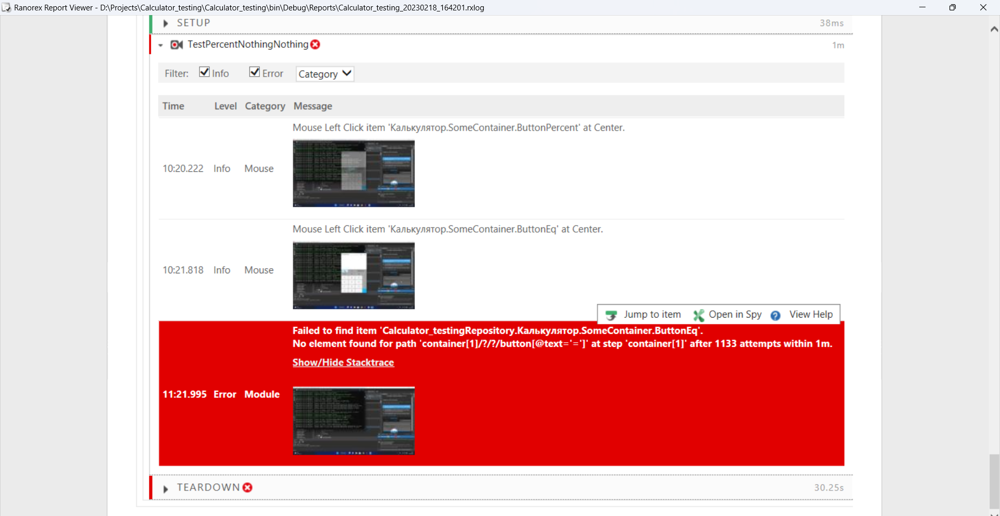 Ranorex Report Viewer - D:\Projects\Calculator_testing\Calculator_testing\bin\Debug\Reports\Calculator_testing_20230218_164201.rxlog
SETUP 38ms
TestPercentNothingNothing 1m
Filter: Info Error Category
Time Level Category Message
Mouse Left Click item 'Калькулятор.SomeContainer.ButtonPercent' at Center.
10:20.222 Info Mouse
Mouse Left Click item 'Калькулятор.SomeContainer.ButtonEq' at Center.
10:21.818 Info Mouse
Jump to item Open in Spy View Help
Failed to find item 'Calculator_testingRepository.Калькулятор.SomeContainer.ButtonEq'.
No element found for path 'container[1]/?/?/button[@text='=']' at step 'container[1]' after 1133 attempts within 1m.
Show/Hide Stacktrace
11:21.995 Error Module
TEARDOWN 30.25s